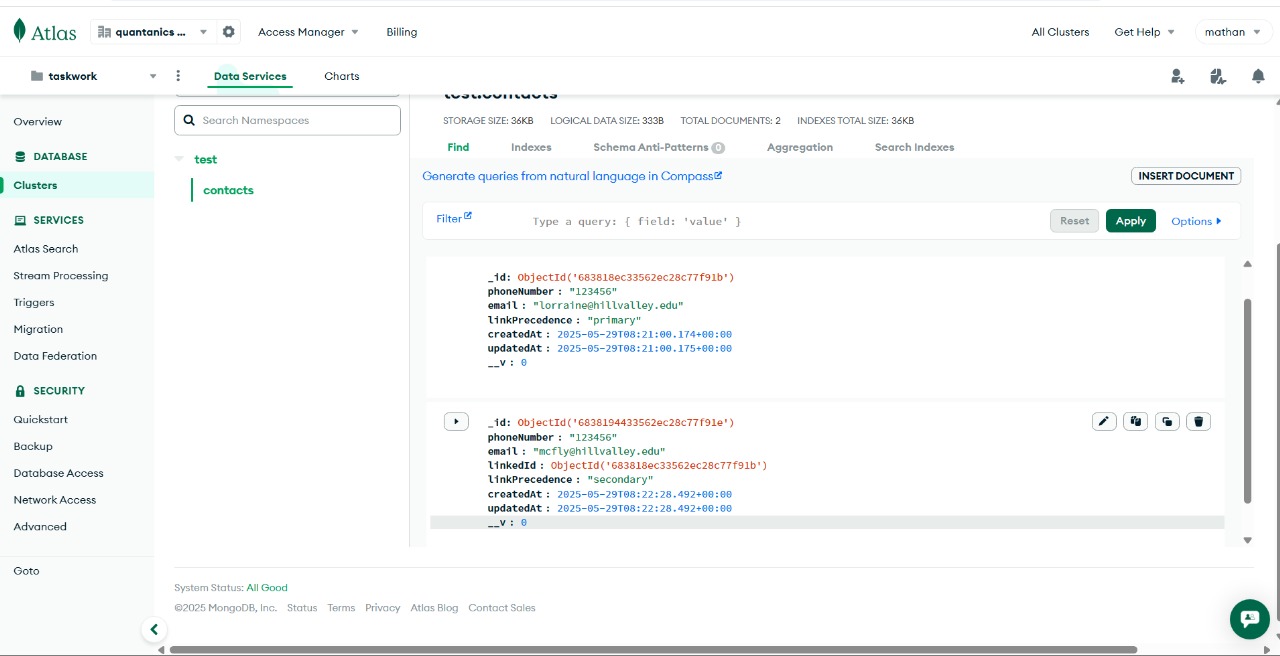 Atlas
quantanics ...
Access Manager
Billing
All Clusters
Get Help
mathan
taskwork
Data Services
Charts
Overview
DATABASE
Clusters
SERVICES
Atlas Search
Stream Processing
Triggers
Migration
Data Federation
SECURITY
Quickstart
Backup
Database Access
Network Access
Advanced
Goto
Search Namespaces
test
contacts
test.contacts
STORAGE SIZE: 36KB LOGICAL DATA SIZE: 333B TOTAL DOCUMENTS: 2 INDEXES TOTAL SIZE: 36KB
Find Indexes Schema Anti-Patterns 0 Aggregation Search Indexes
Generate queries from natural language in Compass
INSERT DOCUMENT
Filter
Type a query: { field: 'value' }
Reset
Apply
Options
_id: ObjectId('683818ec33562ec28c77f91b')
phoneNumber : "123456"
email : "lorraine@hillvalley.edu"
linkPrecedence : "primary"
createdAt : 2025-05-29T08:21:00.174+00:00
updatedAt : 2025-05-29T08:21:00.175+00:00
__v : 0
_id: ObjectId('6838194433562ec28c77f91e')
phoneNumber : "123456"
email : "mcfly@hillvalley.edu"
linkedId : ObjectId('683818ec33562ec28c77f91b')
linkPrecedence : "secondary"
createdAt : 2025-05-29T08:22:28.492+00:00
updatedAt : 2025-05-29T08:22:28.492+00:00
__v : 0
System Status: All Good
©2025 MongoDB, Inc. Status Terms Privacy Atlas Blog Contact Sales